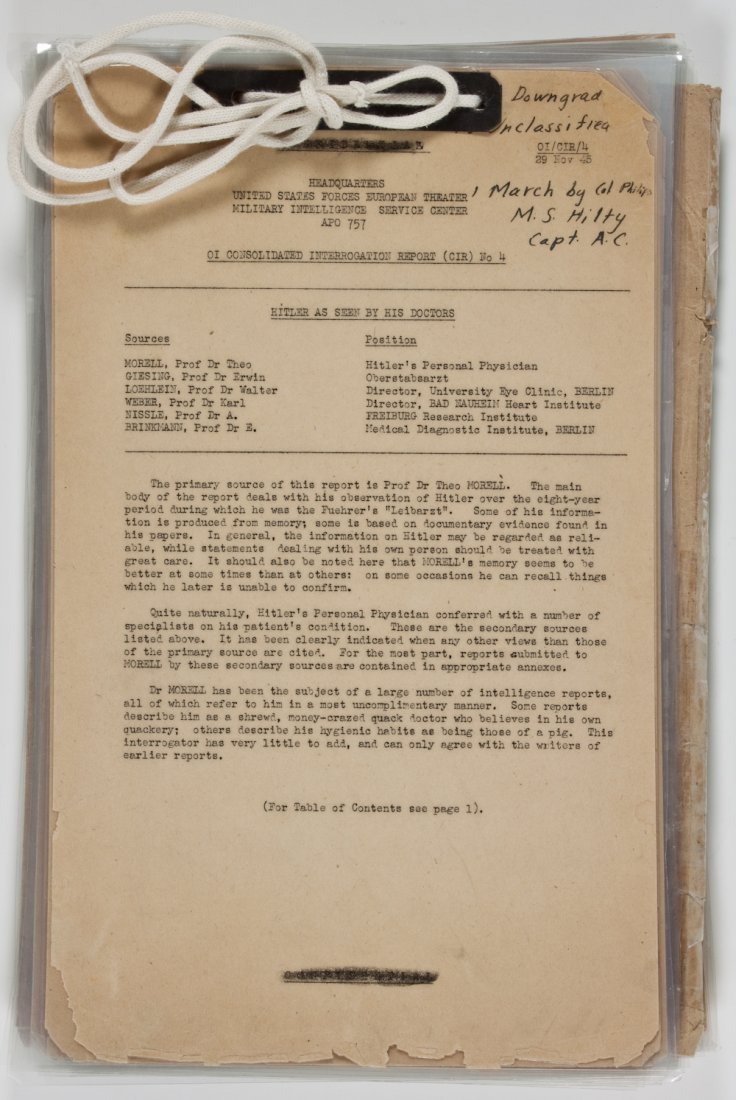 Downgrad
Unclassified
CONFIDENTIAL
OI/CIR/4
29 Nov 45
HEADQUARTERS
UNITED STATES FORCES EUROPEAN THEATER
MILITARY INTELLIGENCE SERVICE CENTER
APO 757
1 March by Col Philips
M. S. Hilty
Capt. A.C.
OI CONSOLIDATED INTERROGATION REPORT (CIR) No 4
HITLER AS SEEN BY HIS DOCTORS
Sources Position
MORELL, Prof Dr Theo Hitler's Personal Physician
GIESING, Prof Dr Erwin Oberstabsarzt
LOEHLEIN, Prof Dr Walter Director, University Eye Clinic, BERLIN
WEBER, Prof Dr Karl Director, BAD NAUHEIN Heart Institute
NISSLE, Prof Dr A. FREIBURG Research Institute
BRINKMANN, Prof Dr E. Medical Diagnostic Institute, BERLIN
The primary source of this report is Prof Dr Theo MORELL. The main
body of the report deals with his observation of Hitler over the eight-year
period during which he was the Fuehrer's "Leibarzt". Some of his informa-
tion is produced from memory; some is based on documentary evidence found in
his papers. In general, the information on Hitler may be regarded as reli-
able, while statements dealing with his own person should be treated with
great care. It should also be noted here that MORELL's memory seems to be
better at some times than at others: on some occasions he can recall things
which he later is unable to confirm.
Quite naturally, Hitler's Personal Physician conferred with a number of
specialists on his patient's condition. These are the secondary sources
listed above. It has been clearly indicated when any other views than those
of the primary source are cited. For the most part, reports submitted to
MORELL by these secondary sources are contained in appropriate annexes.
Dr MORELL has been the subject of a large number of intelligence reports,
all of which refer to him in a most uncomplimentary manner. Some reports
describe him as a shrewd, money-crazed quack doctor who believes in his own
quackery; others describe his hygienic habits as being those of a pig. This
interrogator has very little to add, and can only agree with the writers of
earlier reports.
(For Table of Contents see page 1).
CONFIDENTIAL